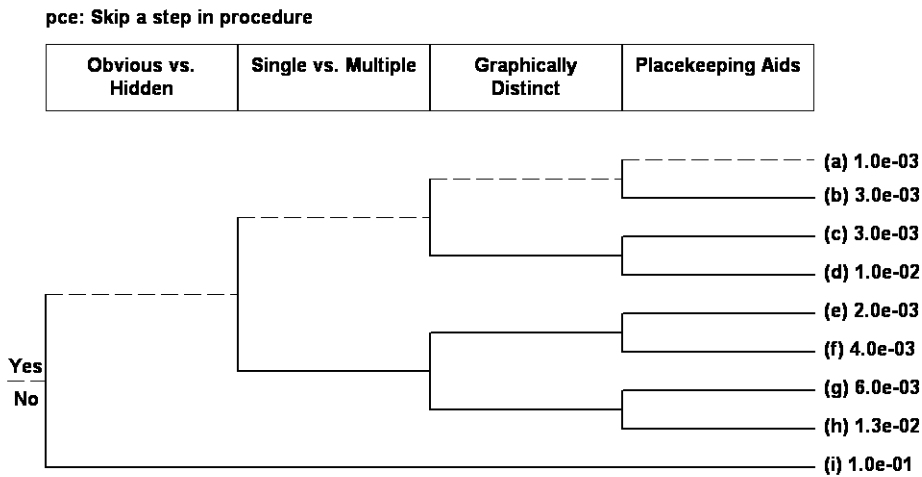 pce: Skip a step in procedure
Obvious vs.
Hidden
Single vs. Multiple
Graphically
Distinct
Placekeeping Aids
(a) 1.0e-03
(b) 3.0e-03
(c) 3.0e-03
(d) 1.0e-02
(e) 2.0e-03
(f) 4.0e-03
(g) 6.0e-03
(h) 1.3e-02
(i) 1.0e-01
Yes
No